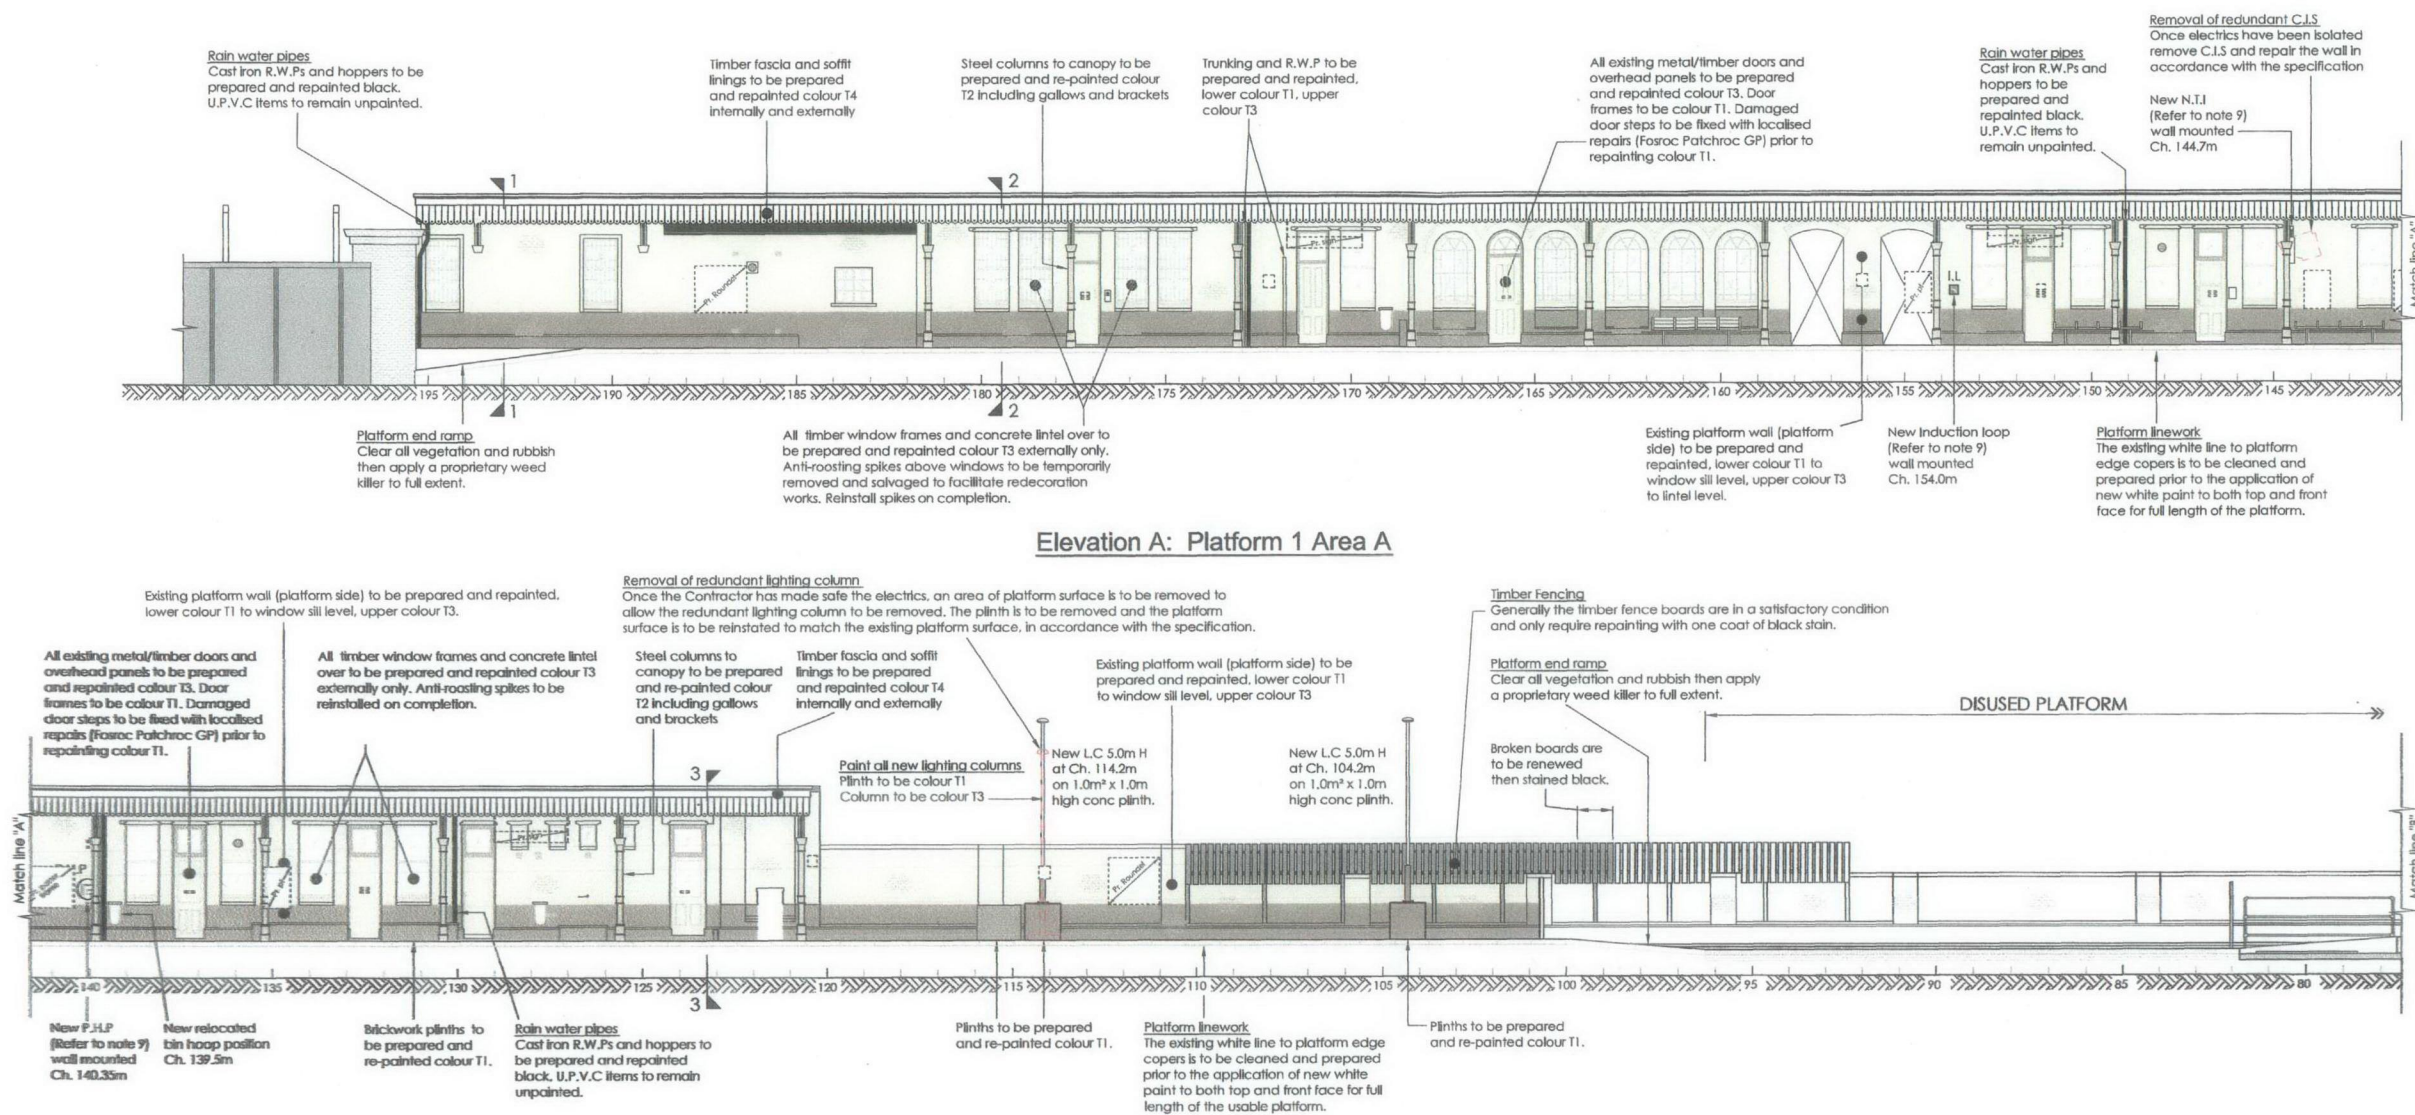 Rain water pipes
Cast iron R.W.Ps and hoppers to be
prepared and repainted black.
U.P.V.C items to remain unpainted.
Timber fascia and soffit
linings to be prepared
and repainted colour T4
internally and externally
Steel columns to canopy to be
prepared and re-painted colour
T2 including gallows and brackets
Trunking and R.W.P to be
prepared and repainted,
lower colour T1, upper
colour T3
All existing metal/timber doors and
overhead panels to be prepared
and repainted colour T3. Door
frames to be colour T1. Damaged
door steps to be fixed with localised
repairs (Fosroc Patchroc GP) prior to
repainting colour T1.
Rain water pipes
Cast iron R.W.Ps and
hoppers to be
prepared and
repainted black.
U.P.V.C items to
remain unpainted.
Removal of redundant C.I.S
Once electrics have been isolated
remove C.I.S and repair the wall in
accordance with the specification
New N.T.I
(Refer to note 9)
wall mounted
Ch. 144.7m
1
2
Pr. Roundel
Pr. sign
I.L
Pr. sign
Match line "A"
195
190
185
180
175
170
165
160
155
150
145
1
2
Platform end ramp
Clear all vegetation and rubbish
then apply a proprietary weed
killer to full extent.
All timber window frames and concrete lintel over to
be prepared and repainted colour T3 externally only.
Anti-roosting spikes above windows to be temporarily
removed and salvaged to facilitate redecoration
works. Reinstall spikes on completion.
Existing platform wall (platform
side) to be prepared and
repainted, lower colour T1 to
window sill level, upper colour T3
to lintel level.
New Induction loop
(Refer to note 9)
wall mounted
Ch. 154.0m
Platform linework
The existing white line to platform
edge copers is to be cleaned and
prepared prior to the application of
new white paint to both top and front
face for full length of the platform.
Elevation A: Platform 1 Area A
Existing platform wall (platform side) to be prepared and repainted,
lower colour T1 to window sill level, upper colour T3.
Removal of redundant lighting column
Once the Contractor has made safe the electrics, an area of platform surface is to be removed to
allow the redundant lighting column to be removed. The plinth is to be removed and the platform
surface is to be reinstated to match the existing platform surface, in accordance with the specification.
Timber Fencing
Generally the timber fence boards are in a satisfactory condition
and only require repainting with one coat of black stain.
All existing metal/timber doors and
overhead panels to be prepared
and repainted colour T3. Door
frames to be colour T1. Damaged
door steps to be fixed with localised
repairs (Fosroc Patchroc GP) prior to
repainting colour T1.
All timber window frames and concrete lintel
over to be prepared and repainted colour T3
externally only. Anti-roosting spikes to be
reinstalled on completion.
Steel columns to
canopy to be prepared
and re-painted colour
T2 including gallows
and brackets
Timber fascia and soffit
linings to be prepared
and repainted colour T4
internally and externally
Existing platform wall (platform side) to be
prepared and repainted, lower colour T1
to window sill level, upper colour T3
Platform end ramp
Clear all vegetation and rubbish then apply
a proprietary weed killer to full extent.
DISUSED PLATFORM
Paint all new lighting columns
Plinth to be colour T1
Column to be colour T3
New L.C 5.0m H
at Ch. 114.2m
on 1.0m² x 1.0m
high conc plinth.
New L.C 5.0m H
at Ch. 104.2m
on 1.0m² x 1.0m
high conc plinth.
Broken boards are
to be renewed
then stained black.
3
Match line "A"
Pr. sign
Pr. Roundel
Match line "B"
140
135
130
125
120
115
110
105
100
95
90
85
80
3
New P.H.P
(Refer to note 9)
wall mounted
Ch. 140.35m
New relocated
bin hoop position
Ch. 139.5m
Brickwork plinths to
be prepared and
re-painted colour T1.
Rain water pipes
Cast iron R.W.Ps and hoppers to
be prepared and repainted
black. U.P.V.C items to remain
unpainted.
Plinths to be prepared
and re-painted colour T1.
Platform linework
The existing white line to platform edge
copers is to be cleaned and prepared
prior to the application of new white
paint to both top and front face for full
length of the usable platform.
Plinths to be prepared
and re-painted colour T1.